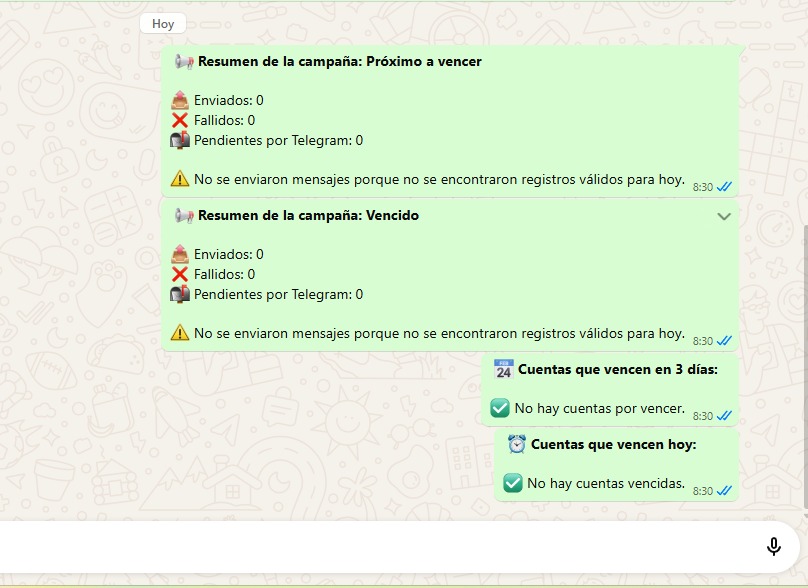 Hoy
Resumen de la campaña: Próximo a vencer
Enviados: 0
Fallidos: 0
Pendientes por Telegram: 0
No se enviaron mensajes porque no se encontraron registros válidos para hoy. 8:30
Resumen de la campaña: Vencido
Enviados: 0
Fallidos: 0
Pendientes por Telegram: 0
No se enviaron mensajes porque no se encontraron registros válidos para hoy. 8:30
24 Cuentas que vencen en 3 días:
No hay cuentas por vencer. 8:30
Cuentas que vencen hoy:
No hay cuentas vencidas. 8:30